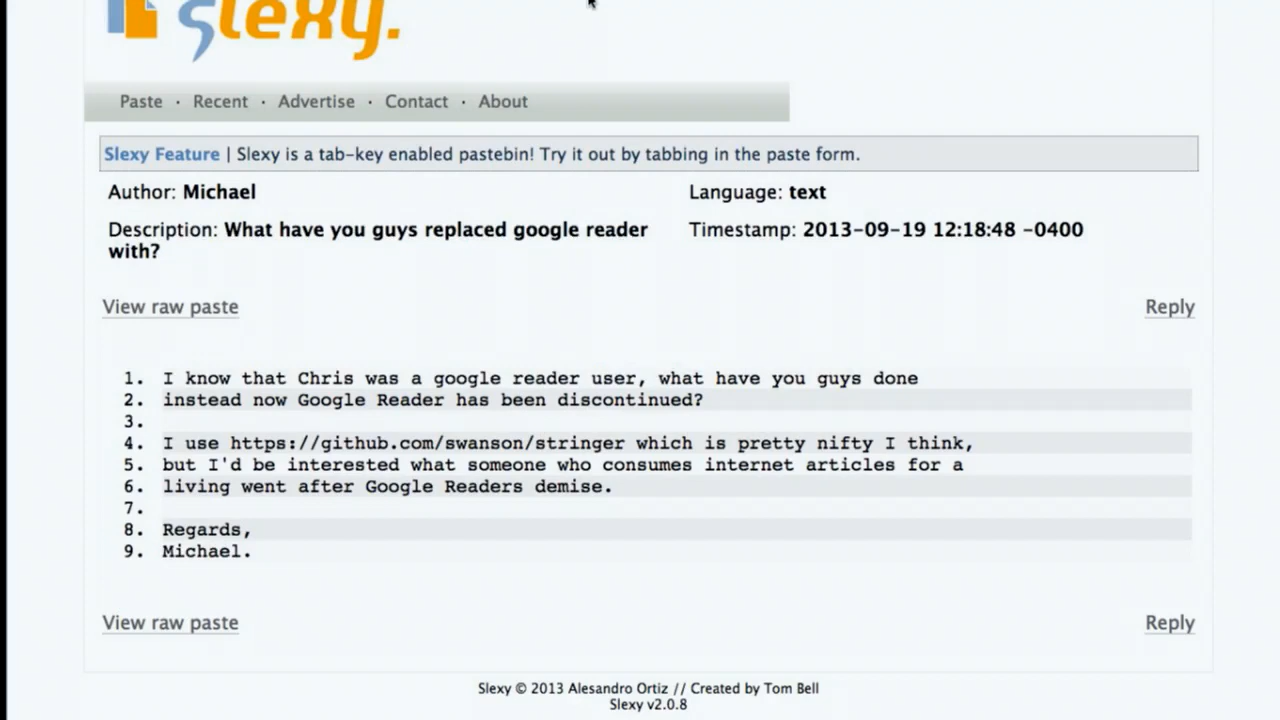 slexy.
Paste · Recent · Advertise · Contact · About
Slexy Feature | Slexy is a tab-key enabled pastebin! Try it out by tabbing in the paste form.
Author: Michael
Language: text
Description: What have you guys replaced google reader
with?
Timestamp: 2013-09-19 12:18:48 -0400
View raw paste
Reply
1. I know that Chris was a google reader user, what have you guys done
2. instead now Google Reader has been discontinued?
3.
4. I use https://github.com/swanson/stringer which is pretty nifty I think,
5. but I'd be interested what someone who consumes internet articles for a
6. living went after Google Readers demise.
7.
8. Regards,
9. Michael.
View raw paste
Reply
Slexy © 2013 Alesandro Ortiz // Created by Tom Bell
Slexy v2.0.8